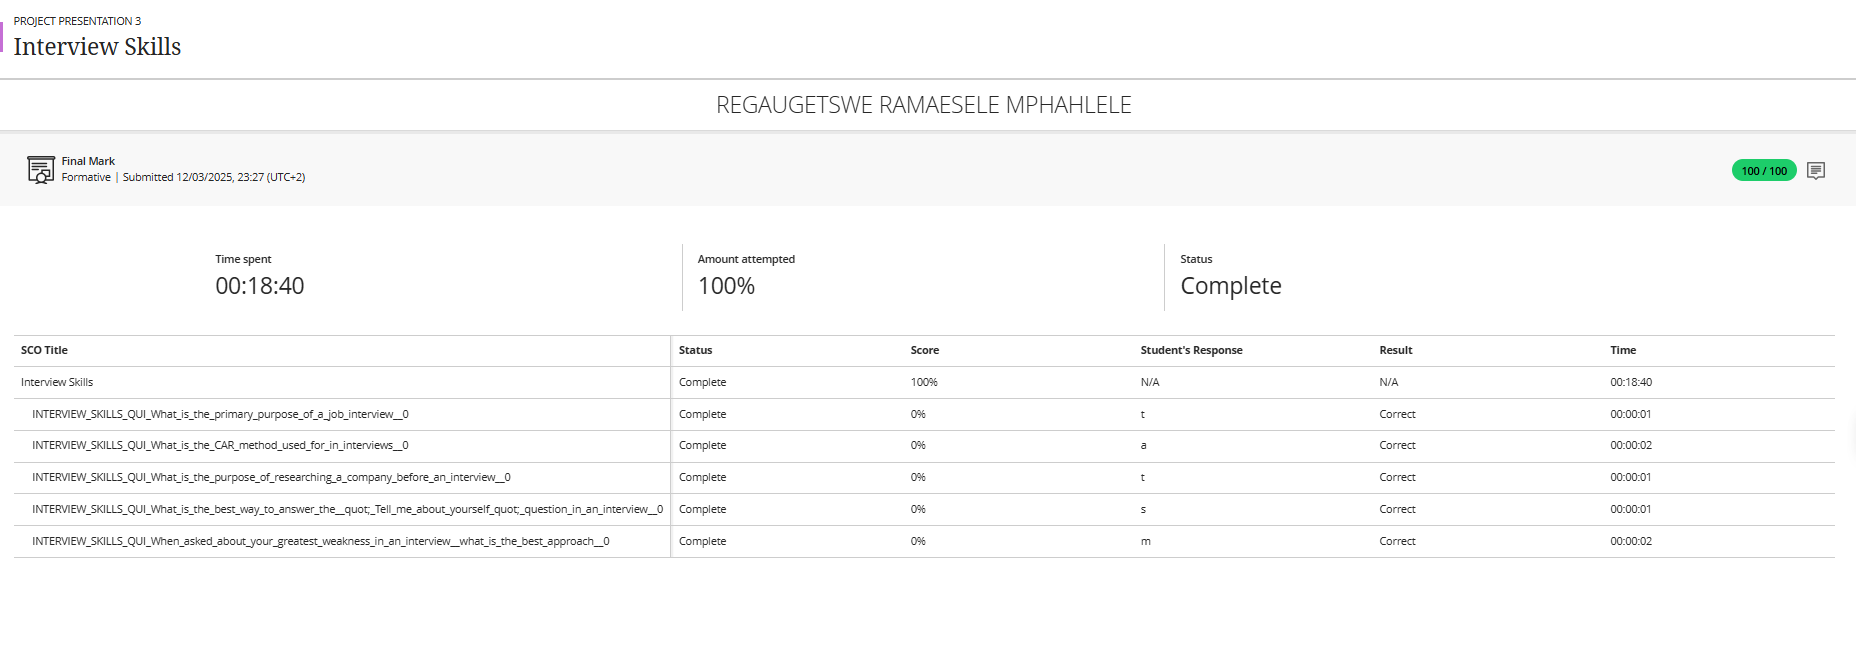 PROJECT PRESENTATION 3
Interview Skills
REGAUGETSWE RAMAESELE MPHAHLELE
Final Mark
Formative | Submitted 12/03/2025, 23:27 (UTC+2)
100 / 100
Time spent
00:18:40
Amount attempted
100%
Status
Complete
SCO Title Status Score Student's Response Result Time
Interview Skills Complete 100% N/A N/A 00:18:40
INTERVIEW_SKILLS_QUI_What_is_the_primary_purpose_of_a_job_interview__0 Complete 0% t Correct 00:00:01
INTERVIEW_SKILLS_QUI_What_is_the_CAR_method_used_for_in_interviews__0 Complete 0% a Correct 00:00:02
INTERVIEW_SKILLS_QUI_What_is_the_purpose_of_researching_a_company_before_an_interview__0 Complete 0% t Correct 00:00:01
INTERVIEW_SKILLS_QUI_What_is_the_best_way_to_answer_the__quot;_Tell_me_about_yourself_quot;_question_in_an_interview__0 Complete 0% s Correct 00:00:01
INTERVIEW_SKILLS_QUI_When_asked_about_your_greatest_weakness_in_an_interview__what_is_the_best_approach__0 Complete 0% m Correct 00:00:02